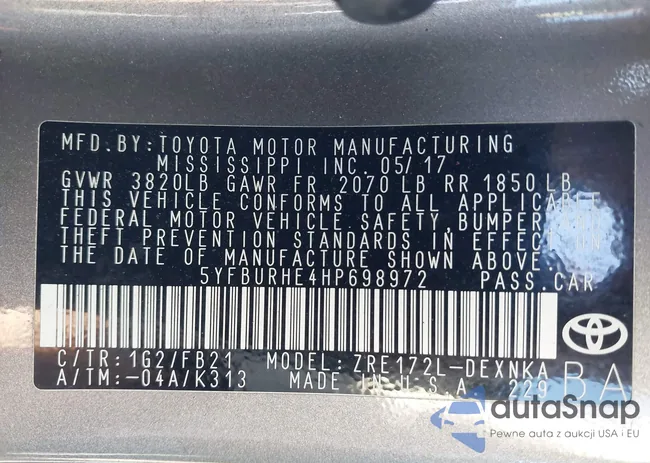 MFD. BY: TOYOTA MOTOR MANUFACTURING
MISSISSIPPI INC. 05/17
GVWR 3820LB GAWR FR 2070 LB RR 1850 LB
THIS VEHICLE CONFORMS TO ALL APPLICABLE
FEDERAL MOTOR VEHICLE SAFETY, BUMPER, AND
THEFT PREVENTION STANDARDS IN EFFECT ON
THE DATE OF MANUFACTURE SHOWN ABOVE.
5YFBURHE4HP698972 PASS. CAR
C/TR: 1G2/FB21 MODEL: ZRE172L-DEXNKA
A/TM: -04A/K313 MADE IN U.S.A. 229 BA
autaSnap
Pewne auta z aukcji USA i EU